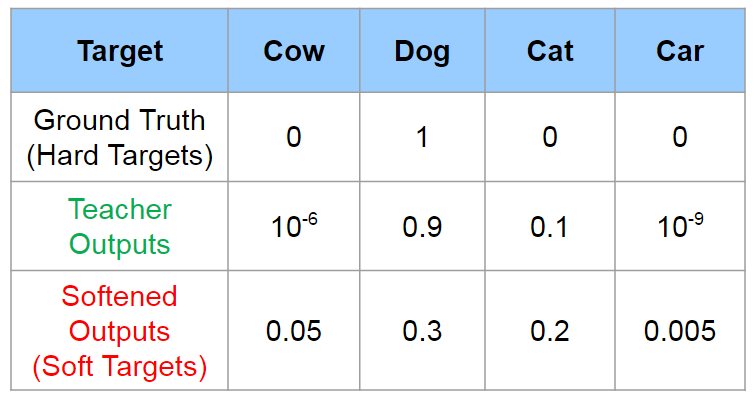 Target Cow Dog Cat Car
Ground Truth
(Hard Targets) 0 1 0 0
Teacher
Outputs 10⁻⁶ 0.9 0.1 10⁻⁹
Softened
Outputs
(Soft Targets) 0.05 0.3 0.2 0.005